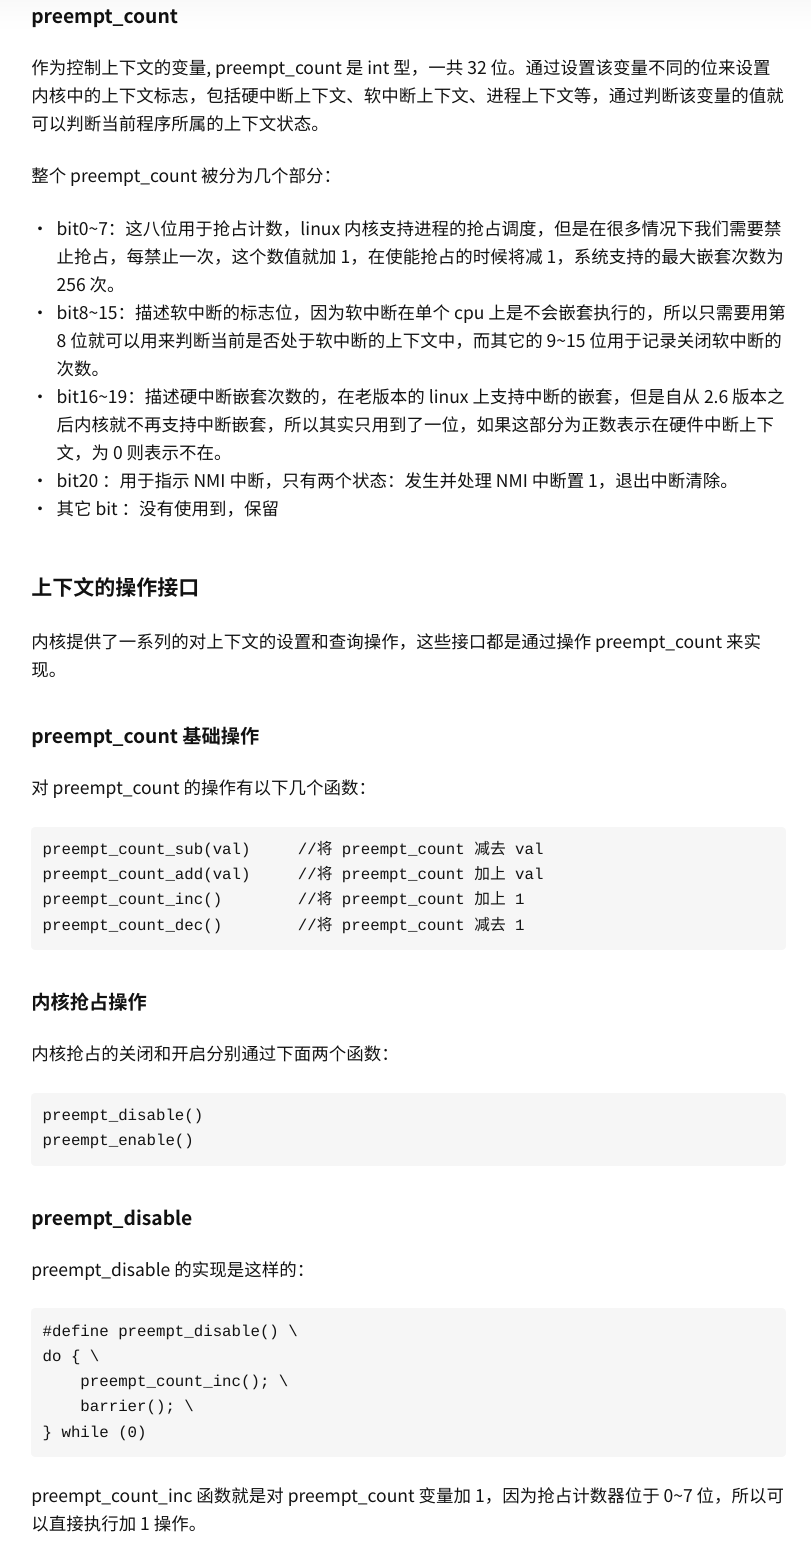 preempt_count
作为控制上下文的变量, preempt_count 是 int 型，一共 32 位。通过设置该变量不同的位来设置
内核中的上下文标志，包括硬中断上下文、软中断上下文、进程上下文等，通过判断该变量的值就
可以判断当前程序所属的上下文状态。
整个 preempt_count 被分为几个部分：
• bit0~7：这八位用于抢占计数，linux 内核支持进程的抢占调度，但是在很多情况下我们需要禁
止抢占，每禁止一次，这个数值就加 1，在使能抢占的时候将减 1，系统支持的最大嵌套次数为
256 次。
• bit8~15：描述软中断的标志位，因为软中断在单个 cpu 上是不会嵌套执行的，所以只需要用第
8 位就可以用来判断当前是否处于软中断的上下文中，而其它的 9~15 位用于记录关闭软中断的
次数。
• bit16~19：描述硬中断嵌套次数的，在老版本的 linux 上支持中断的嵌套，但是自从 2.6 版本之
后内核就不再支持中断嵌套，所以其实只用到了一位，如果这部分为正数表示在硬件中断上下
文，为 0 则表示不在。
• bit20 ：用于指示 NMI 中断，只有两个状态：发生并处理 NMI 中断置 1，退出中断清除。
• 其它 bit ：没有使用到，保留
上下文的操作接口
内核提供了一系列的对上下文的设置和查询操作，这些接口都是通过操作 preempt_count 来实
现。
preempt_count 基础操作
对 preempt_count 的操作有以下几个函数：
preempt_count_sub(val)     //将 preempt_count 减去 val
preempt_count_add(val)     //将 preempt_count 加上 val
preempt_count_inc()        //将 preempt_count 加上 1
preempt_count_dec()        //将 preempt_count 减去 1
内核抢占操作
内核抢占的关闭和开启分别通过下面两个函数：
preempt_disable()
preempt_enable()
preempt_disable
preempt_disable 的实现是这样的：
#define preempt_disable() \
do { \
    preempt_count_inc(); \
    barrier(); \
} while (0)
preempt_count_inc 函数就是对 preempt_count 变量加 1，因为抢占计数器位于 0~7 位，所以可
以直接执行加 1 操作。